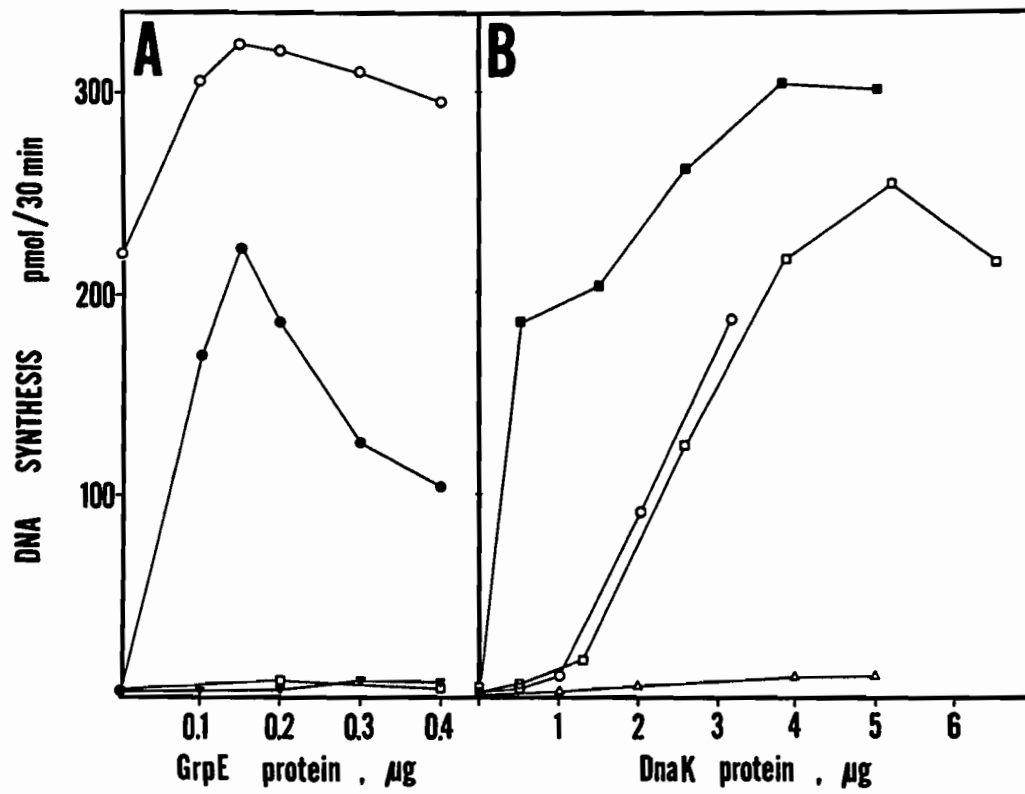 A
B
300
200
100
DNA SYNTHESIS pmol/30 min
0.1 0.2 0.3 0.4
1 2 3 4 5 6
GrpE protein , µg
DnaK protein , µg